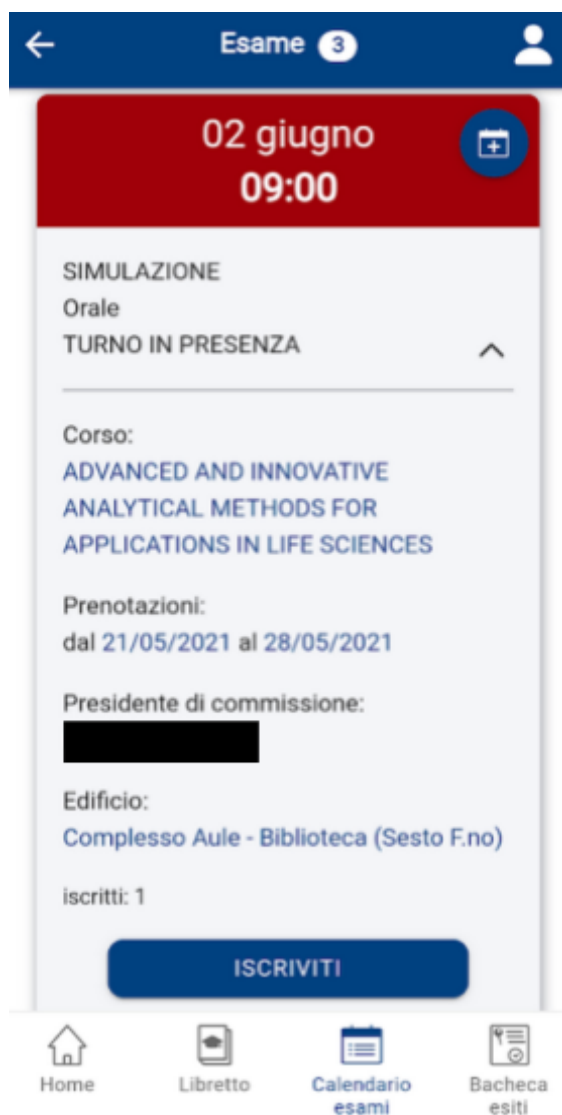 Esame 3
02 giugno
09:00
SIMULAZIONE
Orale
TURNO IN PRESENZA
Corso:
ADVANCED AND INNOVATIVE
ANALYTICAL METHODS FOR
APPLICATIONS IN LIFE SCIENCES
Prenotazioni:
dal 21/05/2021 al 28/05/2021
Presidente di commissione:
Edificio:
Complesso Aule - Biblioteca (Sesto F.no)
iscritti: 1
ISCRIVITI
Home
Libretto
Calendario
esami
Bacheca
esiti